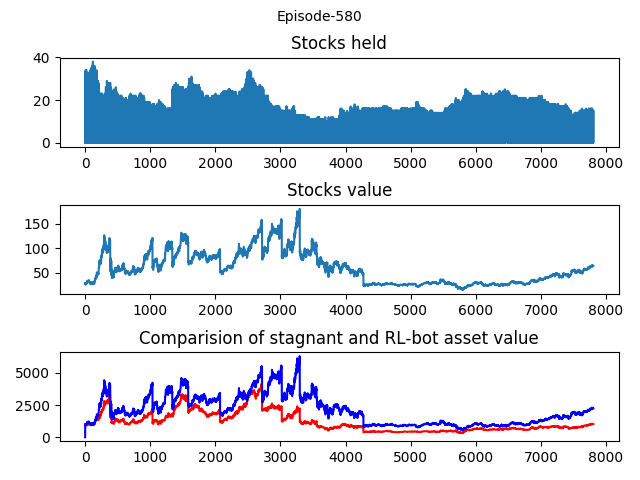 Episode-580
Stocks held
40
20
0
0 1000 2000 3000 4000 5000 6000 7000 8000
Stocks value
150
100
50
0 1000 2000 3000 4000 5000 6000 7000 8000
Comparision of stagnant and RL-bot asset value
5000
2500
0
0 1000 2000 3000 4000 5000 6000 7000 8000